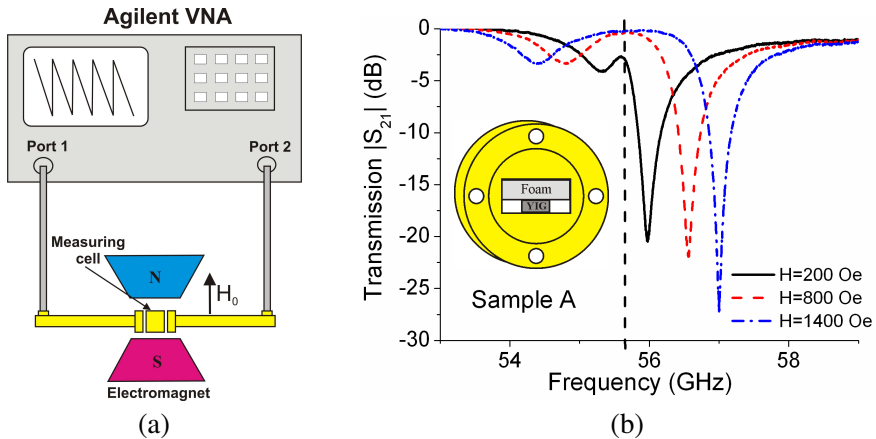 Agilent VNA
Port 1
Port 2
Measuring
cell
N
H₀
S
Electromagnet
(a)
Transmission |S₂₁| (dB)
0
-5
-10
-15
-20
-25
-30
Foam
YIG
Sample A
H=200 Oe
H=800 Oe
H=1400 Oe
54
56
58
Frequency (GHz)
(b)